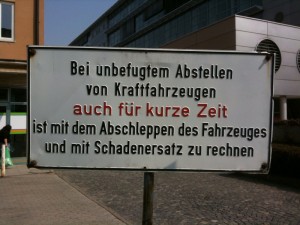 Bei unbefugtem Abstellen
von Kraftfahrzeugen
auch für kurze Zeit
ist mit dem Abschleppen des Fahrzeuges
und mit Schadenersatz zu rechnen